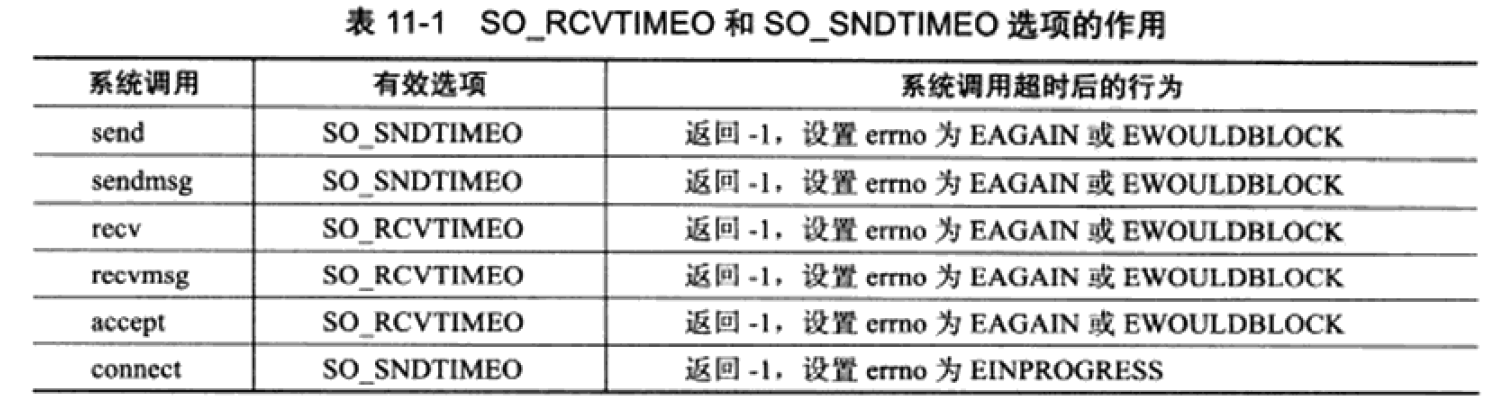 表 11-1 SO_RCVTIMEO 和 SO_SNDTIMEO 选项的作用
系统调用 有效选项 系统调用超时后的行为
send SO_SNDTIMEO 返回 -1，设置 errno 为 EAGAIN 或 EWOULDBLOCK
sendmsg SO_SNDTIMEO 返回 -1，设置 errno 为 EAGAIN 或 EWOULDBLOCK
recv SO_RCVTIMEO 返回 -1，设置 errno 为 EAGAIN 或 EWOULDBLOCK
recvmsg SO_RCVTIMEO 返回 -1，设置 errno 为 EAGAIN 或 EWOULDBLOCK
accept SO_RCVTIMEO 返回 -1，设置 errno 为 EAGAIN 或 EWOULDBLOCK
connect SO_SNDTIMEO 返回 -1，设置 errno 为 EINPROGRESS